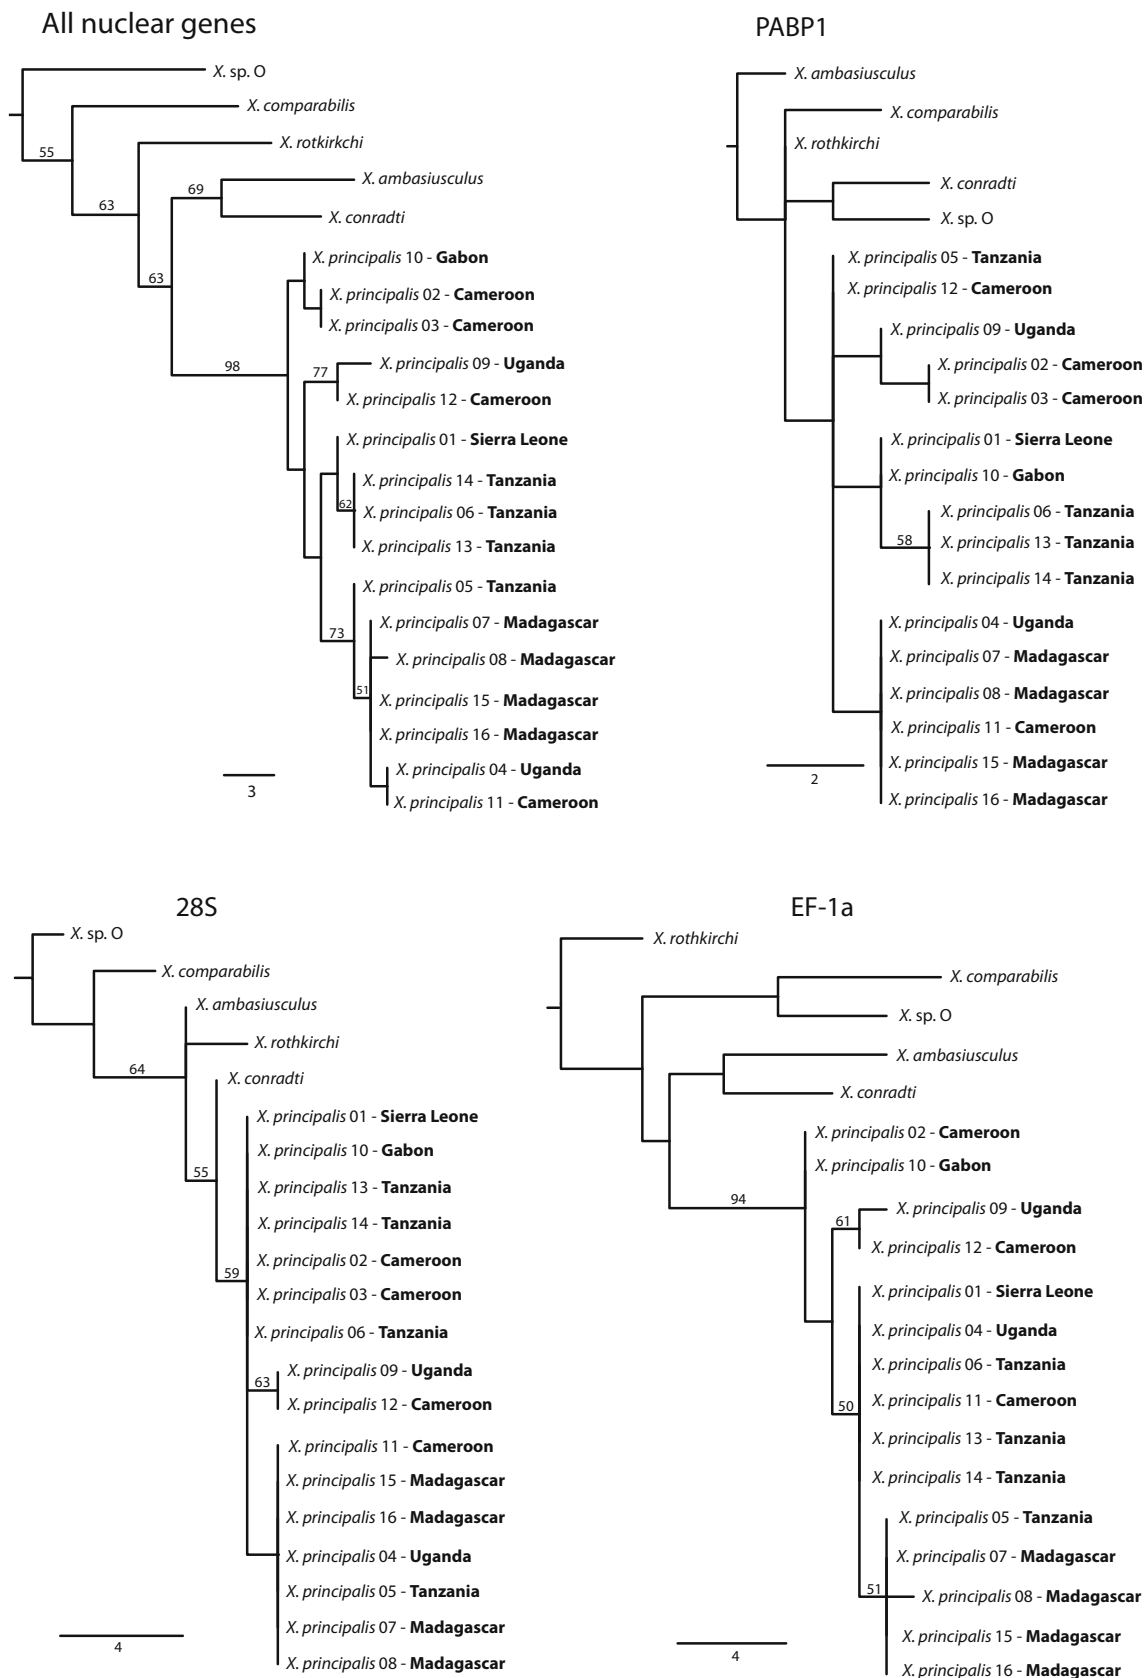 All nuclear genes
X. sp. O
X. comparabilis
55
X. rotkirkchi
69
X. ambasiusculus
63
X. conradti
X. principalis 10 - Gabon
63
X. principalis 02 - Cameroon
X. principalis 03 - Cameroon
98
X. principalis 09 - Uganda
77
X. principalis 12 - Cameroon
X. principalis 01 - Sierra Leone
X. principalis 14 - Tanzania
62
X. principalis 06 - Tanzania
X. principalis 13 - Tanzania
X. principalis 05 - Tanzania
X. principalis 07 - Madagascar
73
X. principalis 08 - Madagascar
51
X. principalis 15 - Madagascar
X. principalis 16 - Madagascar
X. principalis 04 - Uganda
X. principalis 11 - Cameroon
3
PABP1
X. ambasiusculus
X. comparabilis
X. rothkirchi
X. conradti
X. sp. O
X. principalis 05 - Tanzania
X. principalis 12 - Cameroon
X. principalis 09 - Uganda
X. principalis 02 - Cameroon
X. principalis 03 - Cameroon
X. principalis 01 - Sierra Leone
X. principalis 10 - Gabon
X. principalis 06 - Tanzania
58
X. principalis 13 - Tanzania
X. principalis 14 - Tanzania
X. principalis 04 - Uganda
X. principalis 07 - Madagascar
X. principalis 08 - Madagascar
X. principalis 11 - Cameroon
X. principalis 15 - Madagascar
X. principalis 16 - Madagascar
2
28S
X. sp. O
X. comparabilis
X. ambasiusculus
X. rothkirchi
64
X. conradti
X. principalis 01 - Sierra Leone
X. principalis 10 - Gabon
55
X. principalis 13 - Tanzania
X. principalis 14 - Tanzania
X. principalis 02 - Cameroon
59
X. principalis 03 - Cameroon
X. principalis 06 - Tanzania
X. principalis 09 - Uganda
63
X. principalis 12 - Cameroon
X. principalis 11 - Cameroon
X. principalis 15 - Madagascar
X. principalis 16 - Madagascar
X. principalis 04 - Uganda
X. principalis 05 - Tanzania
X. principalis 07 - Madagascar
X. principalis 08 - Madagascar
4
EF-1a
X. rothkirchi
X. comparabilis
X. sp. O
X. ambasiusculus
X. conradti
X. principalis 02 - Cameroon
X. principalis 10 - Gabon
94
X. principalis 09 - Uganda
61
X. principalis 12 - Cameroon
X. principalis 01 - Sierra Leone
X. principalis 04 - Uganda
X. principalis 06 - Tanzania
X. principalis 11 - Cameroon
50
X. principalis 13 - Tanzania
X. principalis 14 - Tanzania
X. principalis 05 - Tanzania
X. principalis 07 - Madagascar
51
X. principalis 08 - Madagascar
X. principalis 15 - Madagascar
X. principalis 16 - Madagascar
4